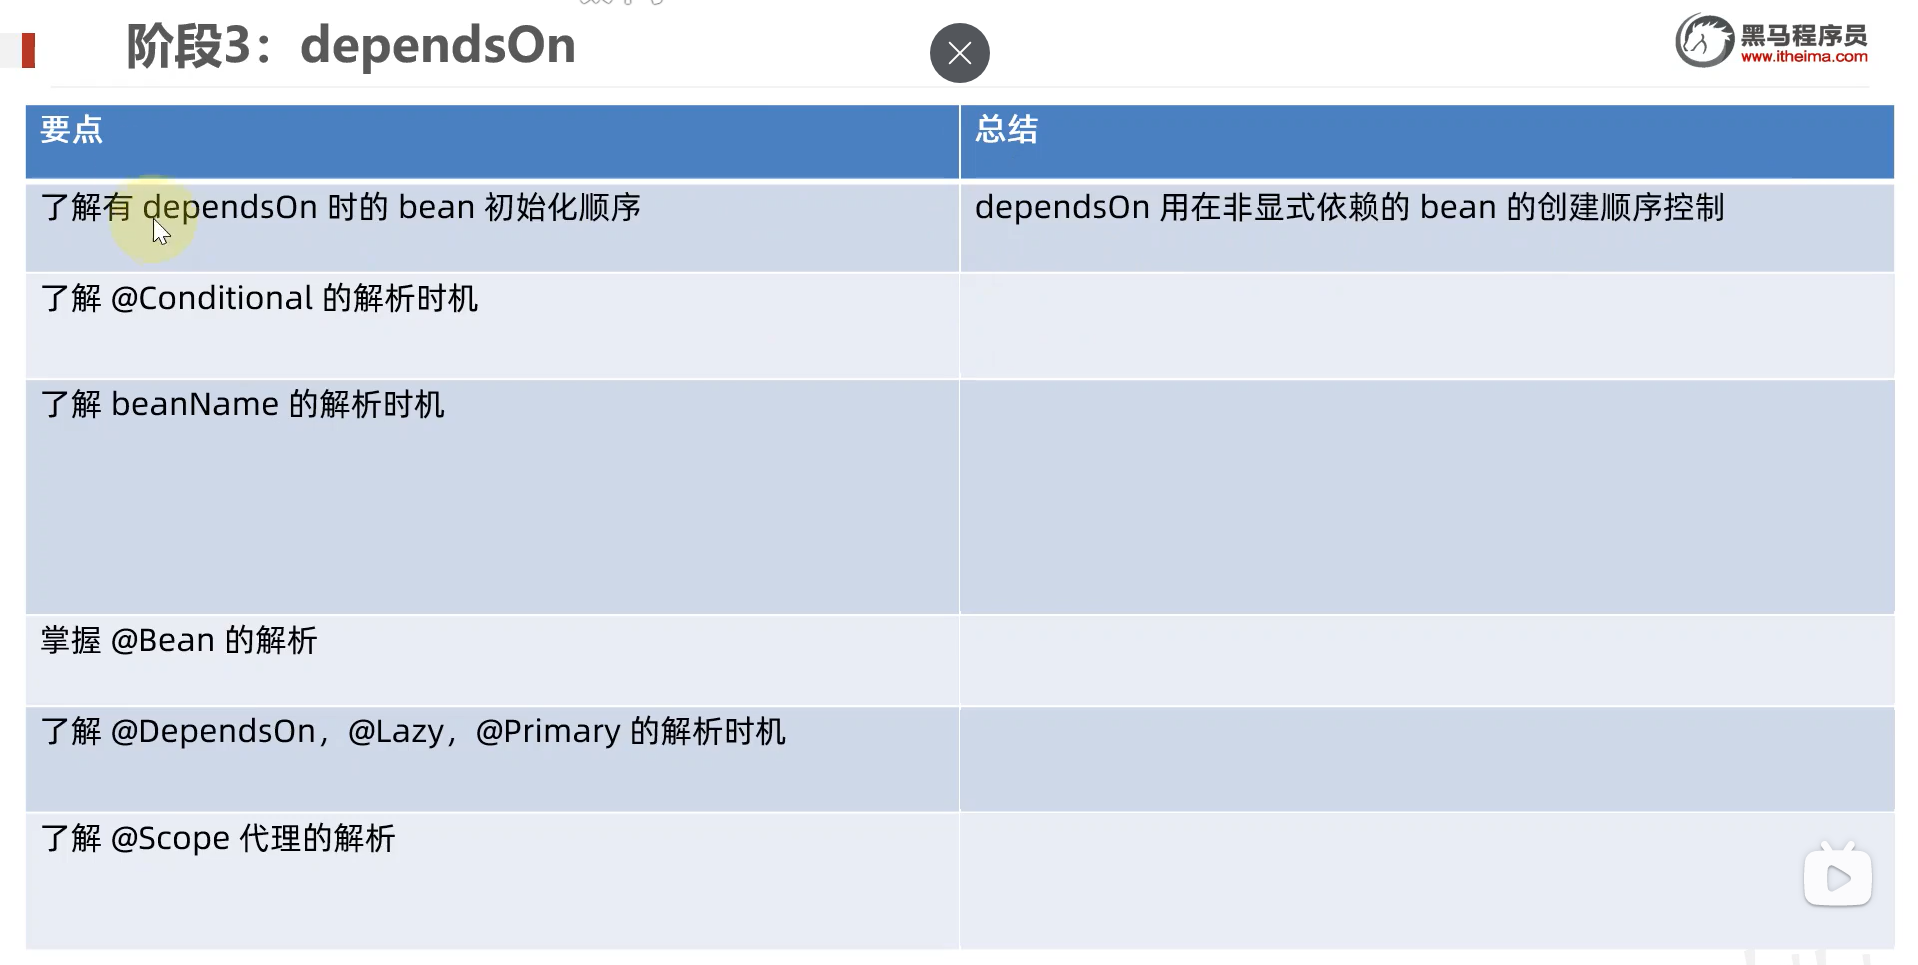 阶段3：dependsOn
黑马程序员
www.itheima.com
要点
总结
了解有 dependsOn 时的 bean 初始化顺序
dependsOn 用在非显式依赖的 bean 的创建顺序控制
了解 @Conditional 的解析时机
了解 beanName 的解析时机
掌握 @Bean 的解析
了解 @DependsOn，@Lazy，@Primary 的解析时机
了解 @Scope 代理的解析